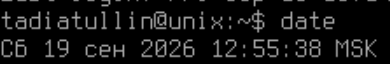 tadiatullin@unix:~$ date
Сб 19 сен 2026 12:55:38 MSK